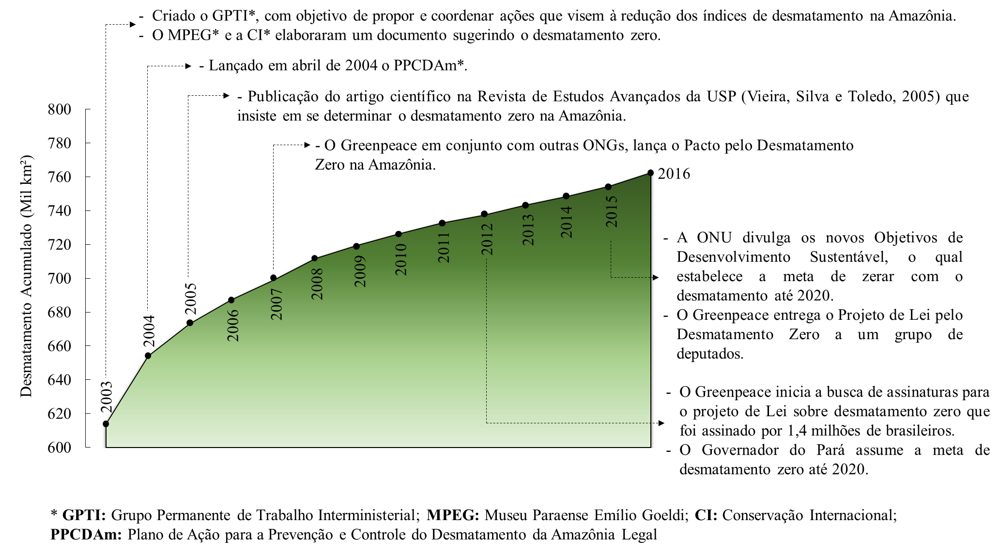 - Criado o GPTI*, com objetivo de propor e coordenar ações que visem à redução dos índices de desmatamento na Amazônia.
- O MPEG* e a CI* elaboraram um documento sugerindo o desmatamento zero.
- Lançado em abril de 2004 o PPCDAm*.
- Publicação do artigo científico na Revista de Estudos Avançados da USP (Vieira, Silva e Toledo, 2005) que
insiste em se determinar o desmatamento zero na Amazônia.
- O Greenpeace em conjunto com outras ONGs, lança o Pacto pelo Desmatamento
Zero na Amazônia.
Desmatamento Acumulado (Mil km²)
800
780
760
740
720
700
680
660
640
620
600
2003
2004
2005
2006
2007
2008
2009
2010
2011
2012
2013
2014
2015
2016
- A ONU divulga os novos Objetivos de
Desenvolvimento Sustentável, o qual
estabelece a meta de zerar com o
desmatamento até 2020.
- O Greenpeace entrega o Projeto de Lei pelo
Desmatamento Zero a um grupo de
deputados.
- O Greenpeace inicia a busca de assinaturas para
o projeto de Lei sobre desmatamento zero que
foi assinado por 1,4 milhões de brasileiros.
- O Governador do Pará assume a meta de
desmatamento zero até 2020.
* GPTI: Grupo Permanente de Trabalho Interministerial; MPEG: Museu Paraense Emílio Goeldi; CI: Conservação Internacional;
PPCDAm: Plano de Ação para a Prevenção e Controle do Desmatamento da Amazônia Legal